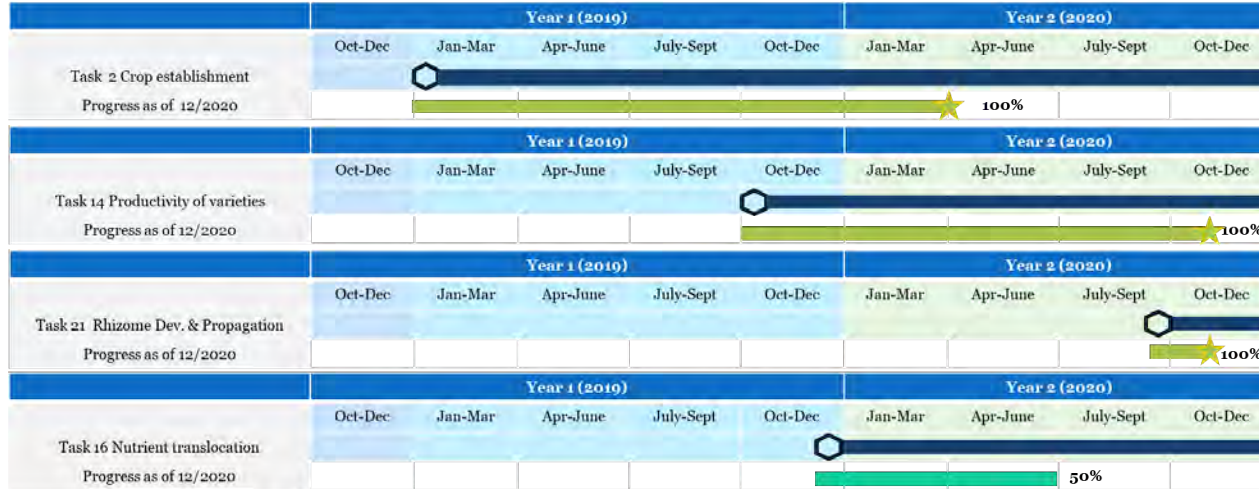 Year 1 (2019) Year 2 (2020)
Oct-Dec Jan-Mar Apr-June July-Sept Oct-Dec Jan-Mar Apr-June July-Sept Oct-Dec
Task 2 Crop establishment
Progress as of 12/2020 100%
Year 1 (2019) Year 2 (2020)
Oct-Dec Jan-Mar Apr-June July-Sept Oct-Dec Jan-Mar Apr-June July-Sept Oct-Dec
Task 14 Productivity of varieties
Progress as of 12/2020 100%
Year 1 (2019) Year 2 (2020)
Oct-Dec Jan-Mar Apr-June July-Sept Oct-Dec Jan-Mar Apr-June July-Sept Oct-Dec
Task 21 Rhizome Dev. & Propagation
Progress as of 12/2020 100%
Year 1 (2019) Year 2 (2020)
Oct-Dec Jan-Mar Apr-June July-Sept Oct-Dec Jan-Mar Apr-June July-Sept Oct-Dec
Task 16 Nutrient translocation
Progress as of 12/2020 50%